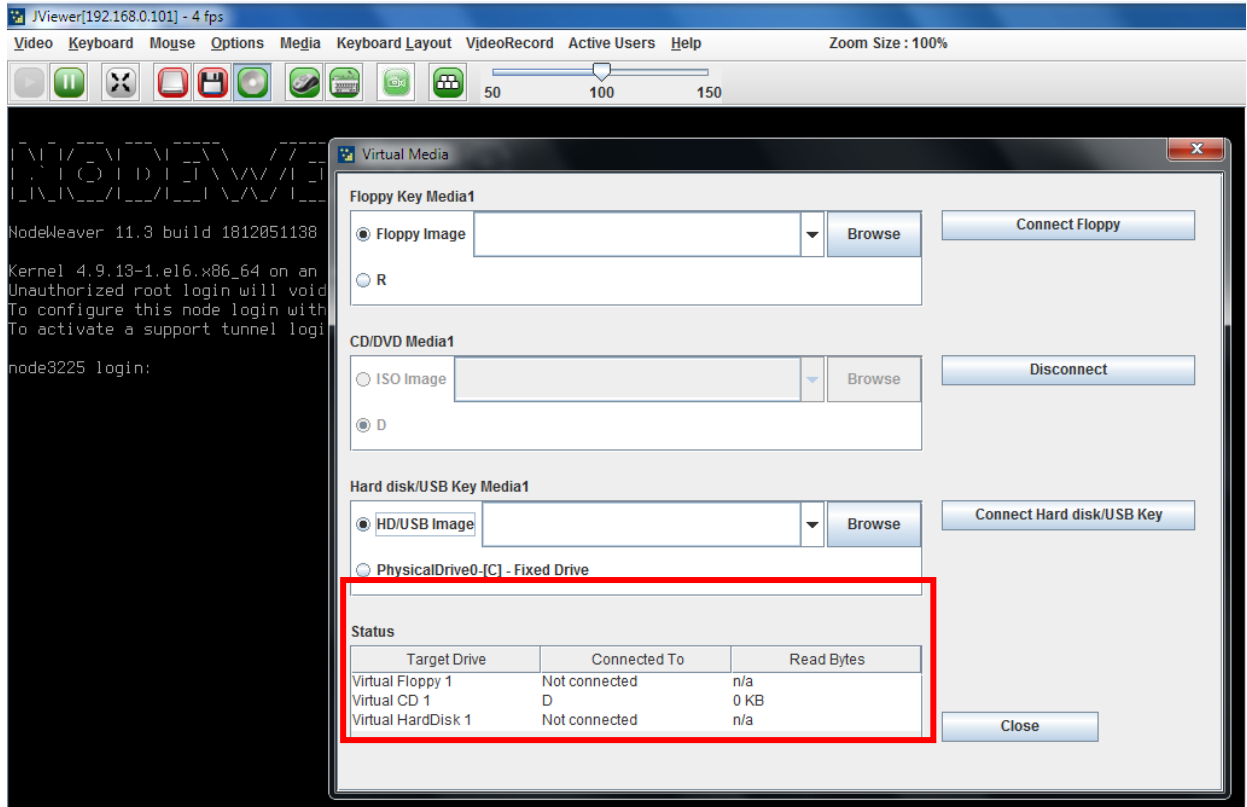 JViewer[192.168.0.101] - 4 fps
Video Keyboard Mouse Options Media Keyboard Layout VideoRecord Active Users Help Zoom Size : 100%
50 100 150
NODEWE
NodeWeaver 11.3 build 1812051138
Kernel 4.9.13-1.el6.x86_64 on an
Unauthorized root login will void
To configure this node login with
To activate a support tunnel logi
node3225 login:
Virtual Media
Floppy Key Media1
Floppy Image Browse Connect Floppy
R
CD/DVD Media1
ISO Image Browse Disconnect
D
Hard disk/USB Key Media1
HD/USB Image Browse Connect Hard disk/USB Key
PhysicalDrive0-[C] - Fixed Drive
Status
Target Drive Connected To Read Bytes
Virtual Floppy 1 Not connected n/a
Virtual CD 1 D 0 KB
Virtual HardDisk 1 Not connected n/a
Close